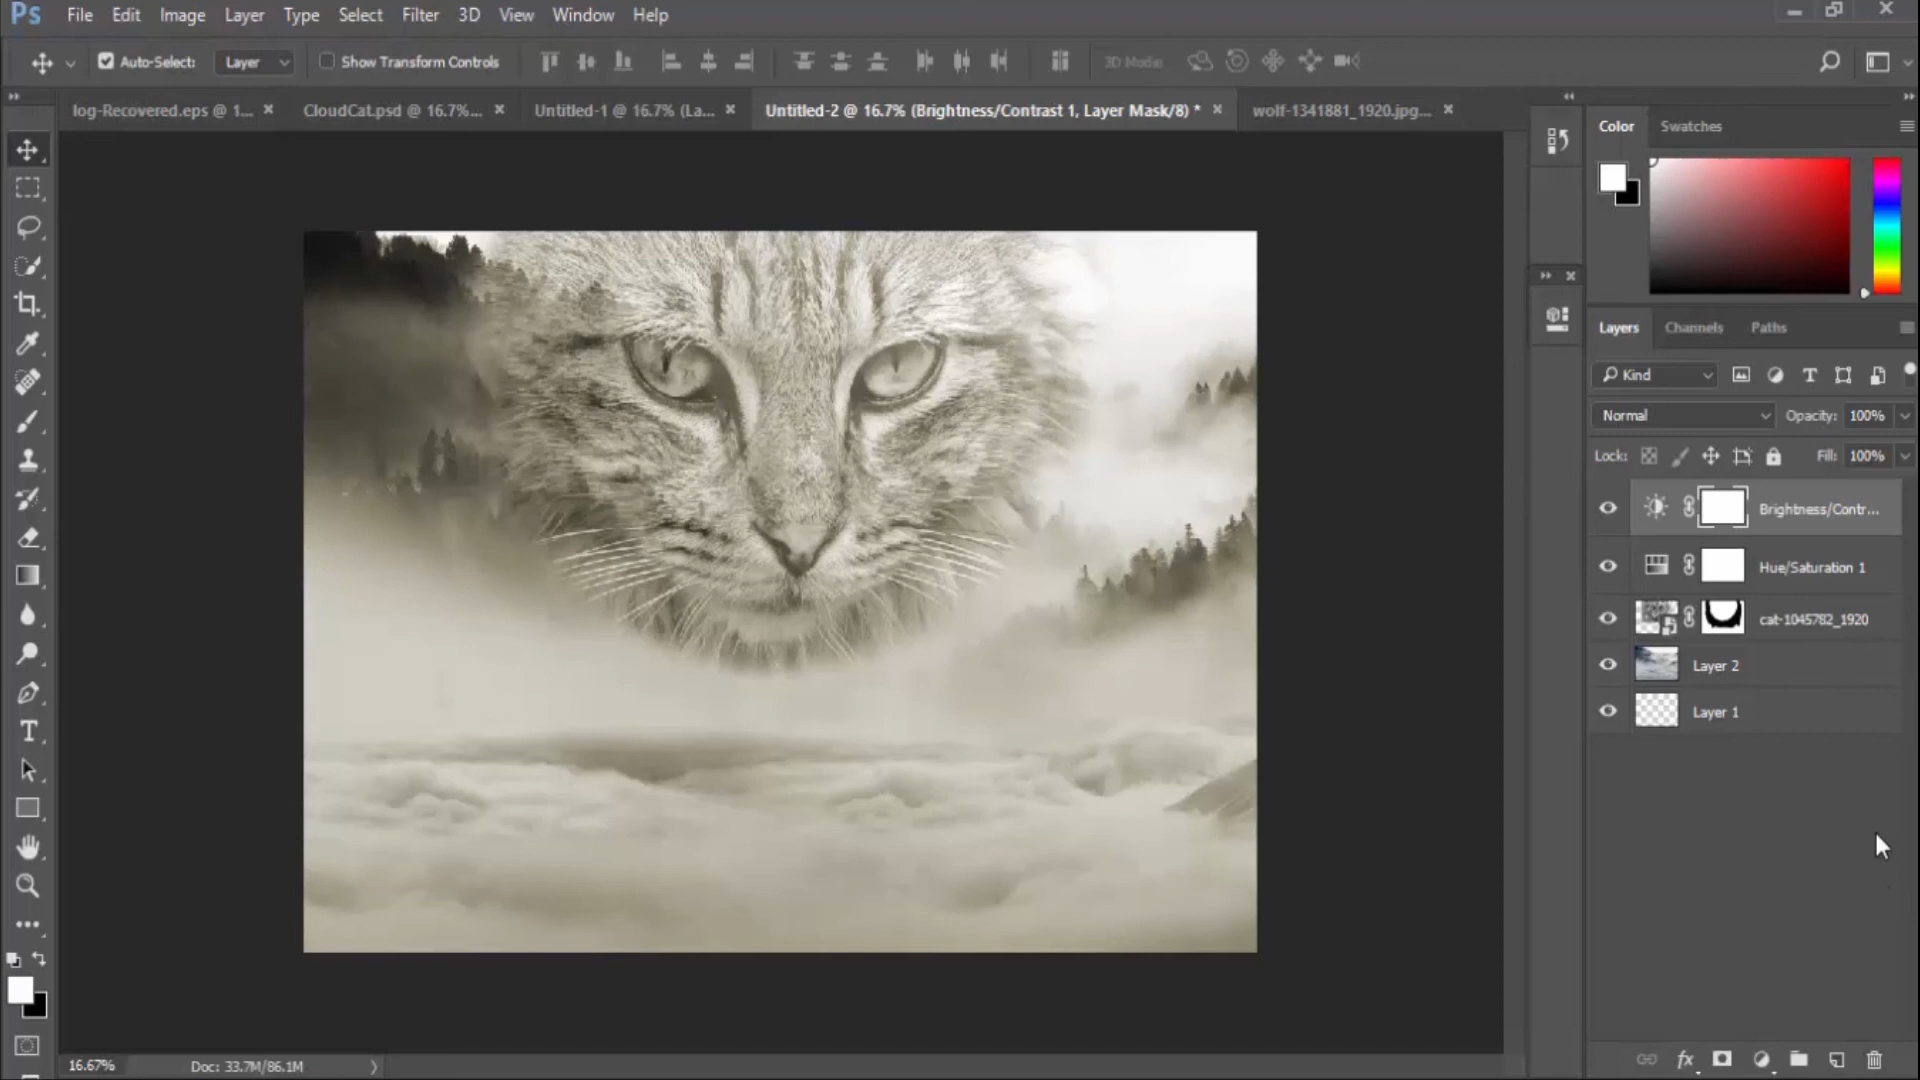 Ps File Edit Image Layer Type Select Filter 3D View Window Help
Auto-Select: Layer Show Transform Controls 3D Mode:
log-Recovered.eps @ 1... × CloudCat.psd @ 16.7%... × Untitled-1 @ 16.7% (La... × Untitled-2 @ 16.7% (Brightness/Contrast 1, Layer Mask/8) * × wolf-1341881_1920.jpg... ×
Color Swatches
Layers Channels Paths
Kind
Normal Opacity: 100%
Lock: Fill: 100%
Brightness/Contr...
Hue/Saturation 1
cat-1045782_1920
Layer 2
Layer 1
16.67% Doc: 33.7M/86.1M